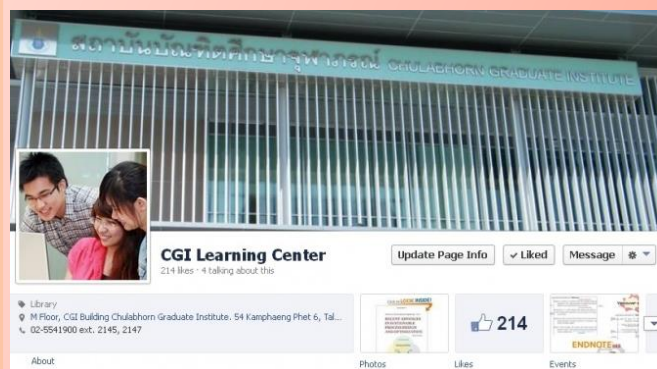 สถาบันบัณฑิตศึกษาจุฬาภรณ์ CHULABHORN GRADUATE INSTITUTE
CGI Learning Center
214 likes · 4 talking about this
Update Page Info
Liked
Message
Library
M Floor, CGI Building Chulabhorn Graduate Institute. 54 Kamphaeng Phet 6, Tal...
02-5541900 ext. 2145, 2147
About
LOOK INSIDE!
Photos
214
Likes
ENDNOTE
Events